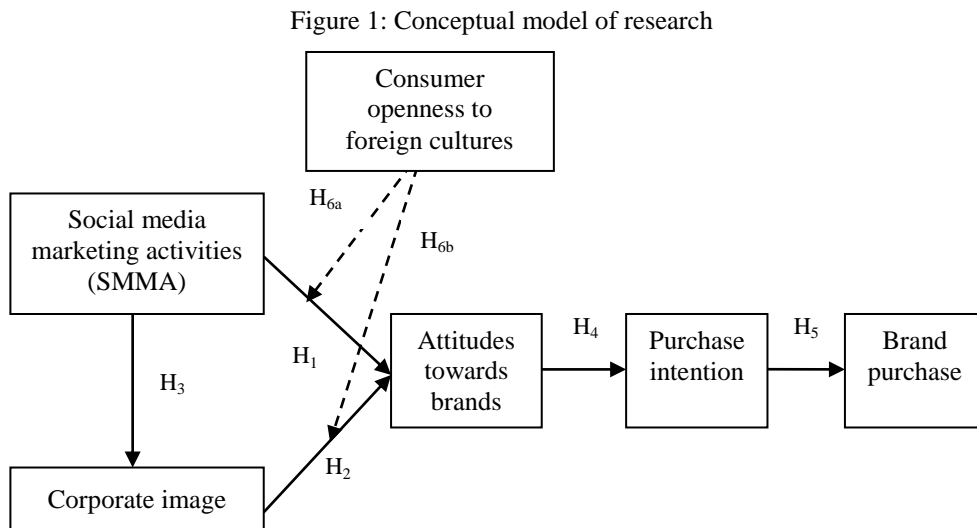 Figure 1: Conceptual model of research
Consumer
openness to
foreign cultures
H6a
H6b
Social media
marketing activities
(SMMA)
H3
H1
H2
Attitudes
towards
brands
H4
Purchase
intention
H5
Brand
purchase
Corporate image